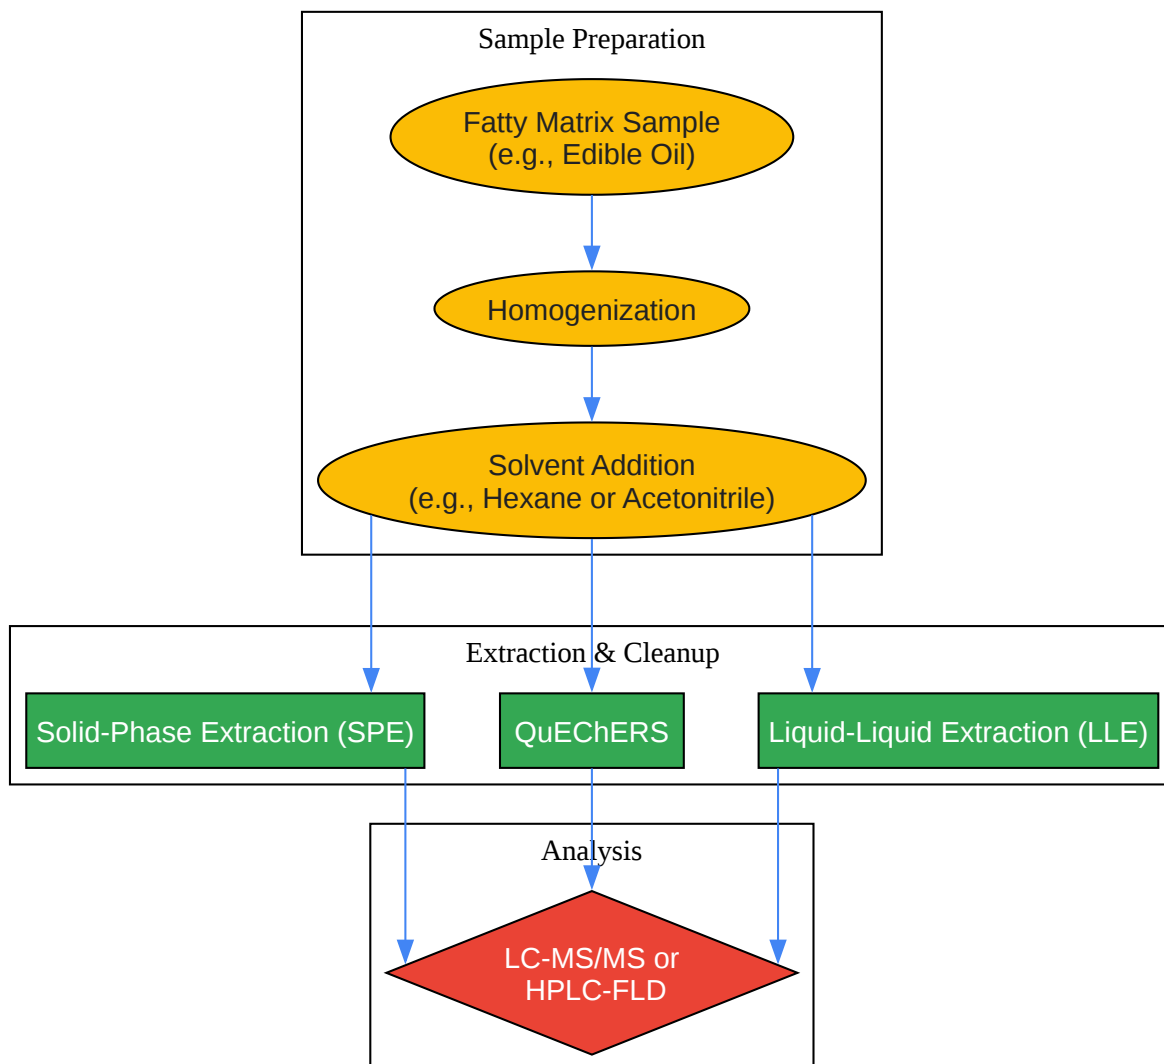 Sample Preparation
Fatty Matrix Sample
(e.g., Edible Oil)
Homogenization
Solvent Addition
(e.g., Hexane or Acetonitrile)
Extraction & Cleanup
Solid-Phase Extraction (SPE)
QuEChERS
Liquid-Liquid Extraction (LLE)
Analysis
LC-MS/MS or
HPLC-FLD